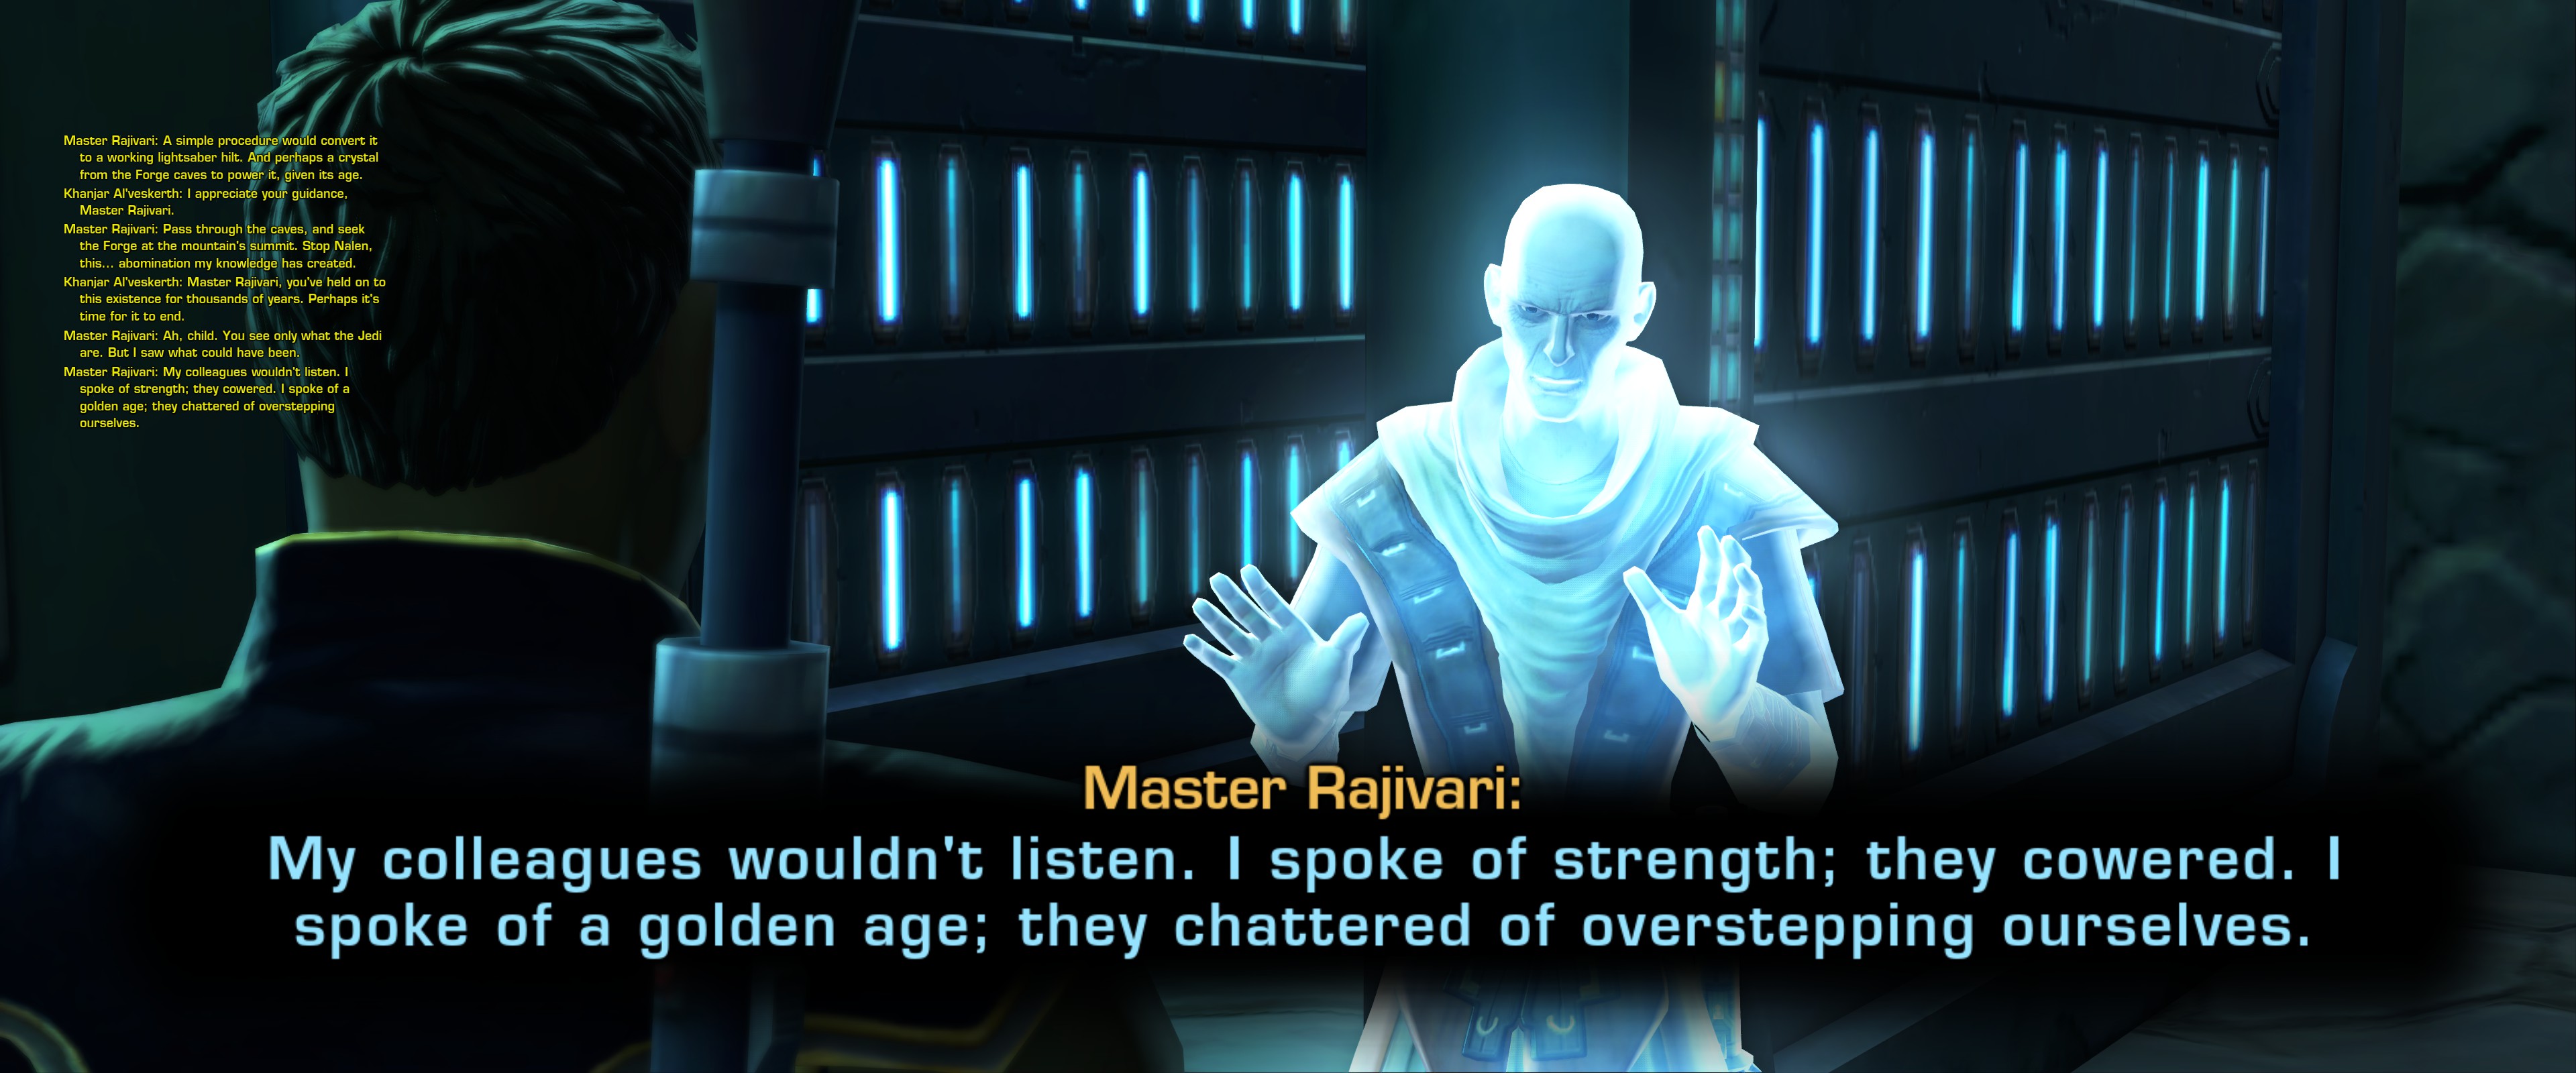 Master Rajivari: A simple procedure would convert it
to a working lightsaber hilt. And perhaps a crystal
from the Forge caves to power it, given its age.
Khanjar Al'veskerth: I appreciate your guidance,
Master Rajivari.
Master Rajivari: Pass through the caves, and seek
the Forge at the mountain's summit. Stop Nalen,
this... abomination my knowledge has created.
Khanjar Al'veskerth: Master Rajivari, you've held on to
this existence for thousands of years. Perhaps it's
time for it to end.
Master Rajivari: Ah, child. You see only what the Jedi
are. But I saw what could have been.
Master Rajivari: My colleagues wouldn't listen. I
spoke of strength; they cowered. I spoke of a
golden age; they chattered of overstepping
ourselves.
Master Rajivari:
My colleagues wouldn't listen. I spoke of strength; they cowered. I
spoke of a golden age; they chattered of overstepping ourselves.